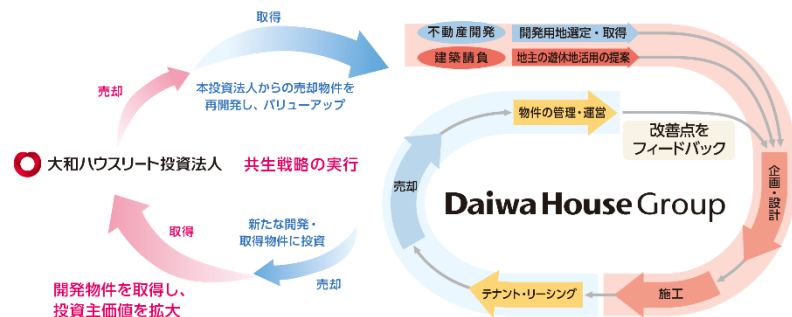 取得
不動産開発
開発用地選定・取得
建築請負
地主の遊休地活用の提案
売却
本投資法人からの売却物件を
再開発し、バリューアップ
物件の管理・運営
改善点を
フィードバック
大和ハウスリート投資法人
共生戦略の実行
売却
企画・設計
Daiwa House Group
取得
新たな開発・
取得物件に投資
売却
開発物件を取得し、
投資主価値を拡大
テナント・リーシング
施工